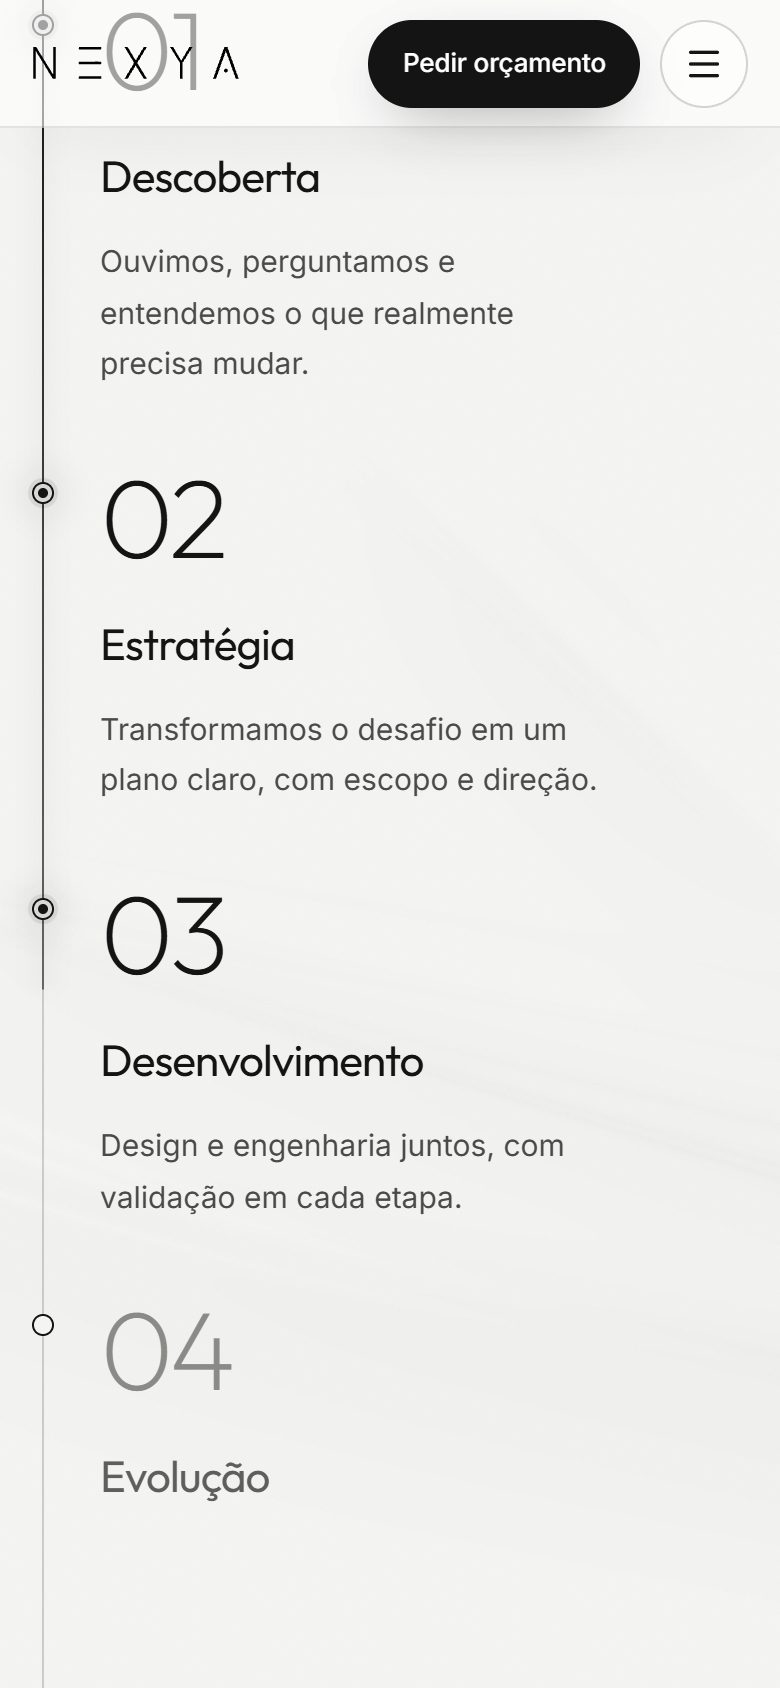 01
NEXYA
Pedir orçamento
Descoberta
Ouvimos, perguntamos e
entendemos o que realmente
precisa mudar.
02
Estratégia
Transformamos o desafio em um
plano claro, com escopo e direção.
03
Desenvolvimento
Design e engenharia juntos, com
validação em cada etapa.
04
Evolução